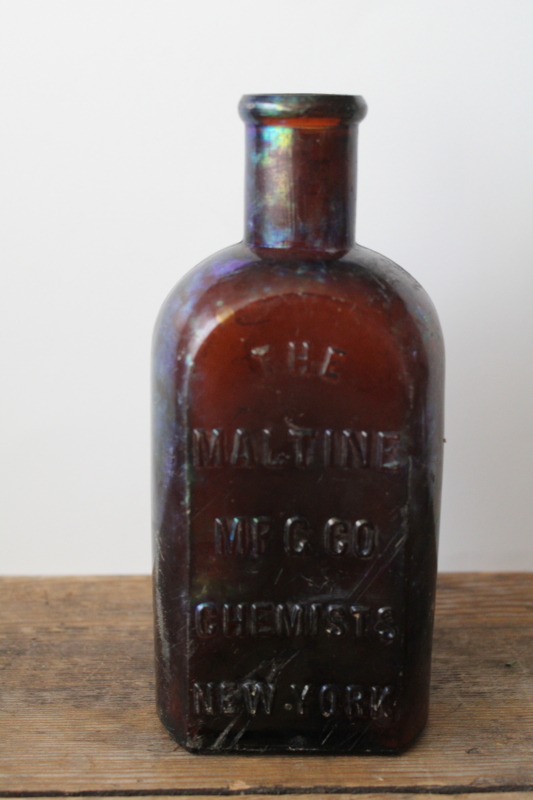 THE
MALTINE
MFG CO
CHEMISTS
NEW-YORK